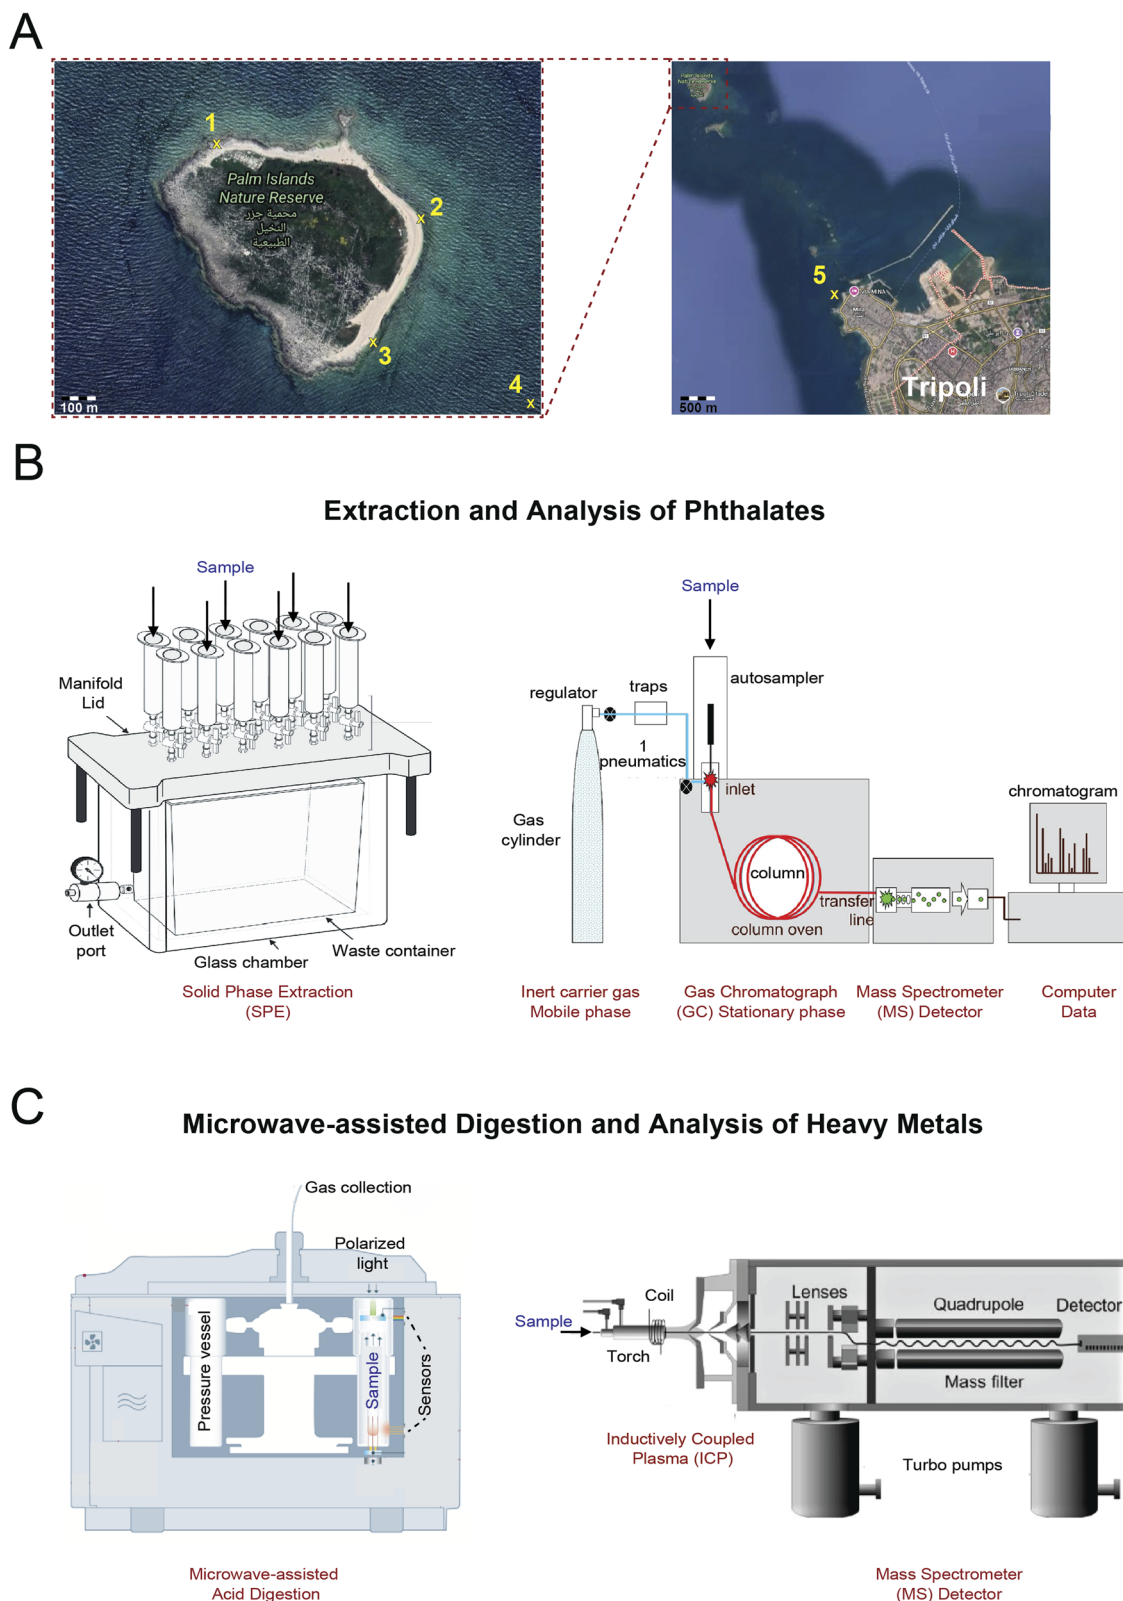 A
1
Palm Islands
Nature Reserve
محمية جزر
النخيل
الطبيعية
2
3
4
100 m
Palm Islands
Nature Reserve
5
MINA
Tripoli
500 m
B
Extraction and Analysis of Phthalates
Sample
Manifold
Lid
Outlet
port
Glass chamber
Waste container
Solid Phase Extraction
(SPE)
Sample
autosampler
regulator
traps
1
pneumatics
inlet
Gas
cylinder
column
column oven
transfer
line
chromatogram
Inert carrier gas
Mobile phase
Gas Chromatograph
(GC) Stationary phase
Mass Spectrometer
(MS) Detector
Computer
Data
C
Microwave-assisted Digestion and Analysis of Heavy Metals
Gas collection
Polarized
light
Pressure vessel
Sample
Sensors
Microwave-assisted
Acid Digestion
Sample
Coil
Torch
Lenses
Quadrupole
Detector
Mass filter
Inductively Coupled
Plasma (ICP)
Turbo pumps
Mass Spectrometer
(MS) Detector